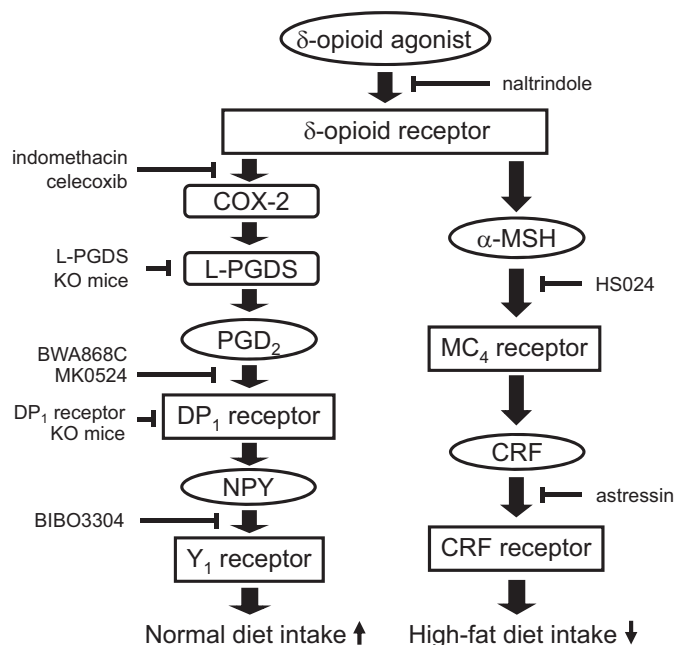 δ-opioid agonist
naltrindole
δ-opioid receptor
indomethacin
celecoxib
COX-2
α-MSH
L-PGDS
KO mice
L-PGDS
HS024
PGD₂
MC₄ receptor
BWA868C
MK0524
DP₁ receptor
KO mice
DP₁ receptor
CRF
NPY
astressin
BIBO3304
Y₁ receptor
CRF receptor
Normal diet intake
High-fat diet intake